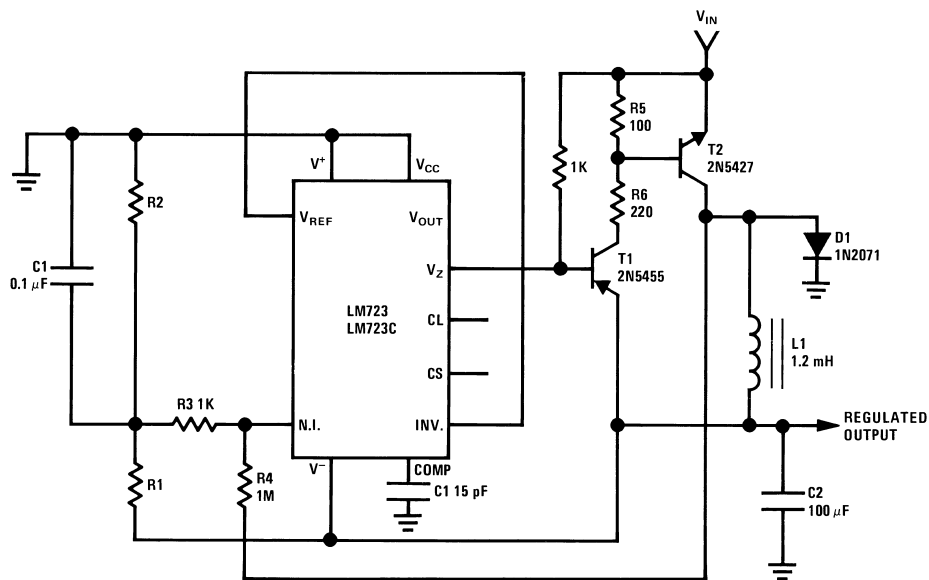 VIN
R5
100
T2
2N5427
1K
V+
VCC
R2
R6
220
VREF
VOUT
D1
1N2071
C1
0.1 μF
VZ
T1
2N5455
LM723
LM723C
CL
L1
1.2 mH
CS
R3 1K
N.I.
INV.
REGULATED
OUTPUT
V−
COMP
R1
R4
1M
C1 15 pF
C2
100 μF